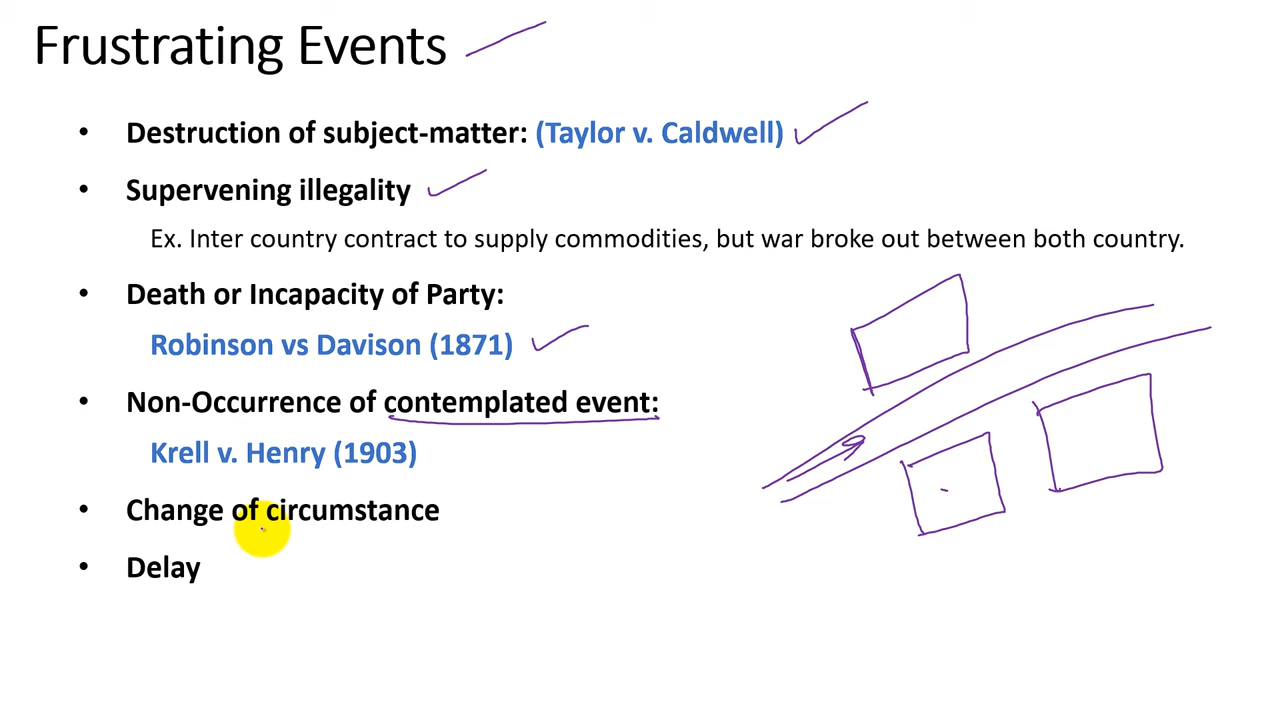 Frustrating Events
• Destruction of subject-matter: (Taylor v. Caldwell)
• Supervening illegality
Ex. Inter country contract to supply commodities, but war broke out between both country.
• Death or Incapacity of Party:
Robinson vs Davison (1871)
• Non-Occurrence of contemplated event:
Krell v. Henry (1903)
• Change of circumstance
• Delay